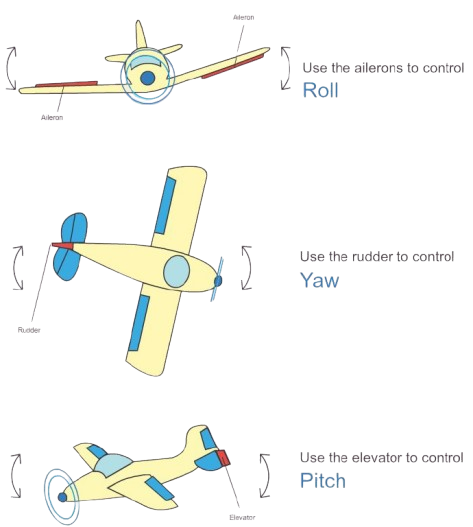 Aileron
Use the ailerons to control
Roll
Aileron
Use the rudder to control
Yaw
Rudder
Use the elevator to control
Pitch
Elevator